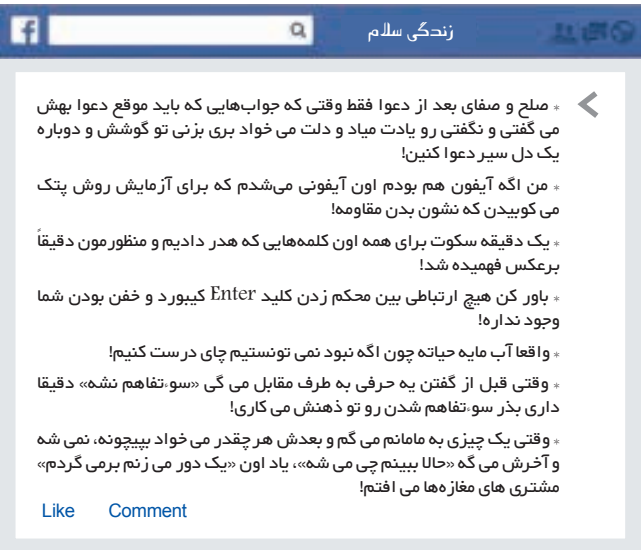 زندگی سلام
* صلح و صفای بعد از دعوا فقط وقتی که جواب‌هایی که باید موقع دعوا بهش
می گفتی و نگفتی رو یادت میاد و دلت می خواد بری بزنی تو گوشش و دوباره
یک دل سیر دعوا کنین!
* من اگه آیفون هم بودم اون آیفونی می‌شدم که برای آزمایش روش پتک
می کوبیدن که نشون بدن مقاومه!
* یک دقیقه سکوت برای همه اون کلمه‌هایی که هدر دادیم و منظورمون دقیقاً
برعکس فهمیده شد!
* باور کن هیچ ارتباطی بین محکم زدن کلید Enter کیبورد و خفن بودن شما
وجود نداره!
* واقعا آب مایه حیاته چون اگه نبود نمی تونستیم چای درست کنیم!
* وقتی قبل از گفتن یه حرفی به طرف مقابل می گی «سوءتفاهم نشه» دقیقا
داری بذر سوءتفاهم شدن رو تو ذهنش می کاری!
* وقتی یک چیزی به مامانم می گم و بعدش هر چقدر می خواد بپیچونه، نمی شه
و آخرش می گه «حالا ببینم چی می شه»، یاد اون «یک دور می زنم برمی گردم»
مشتری های مغازه‌ها می افتم!
Like Comment